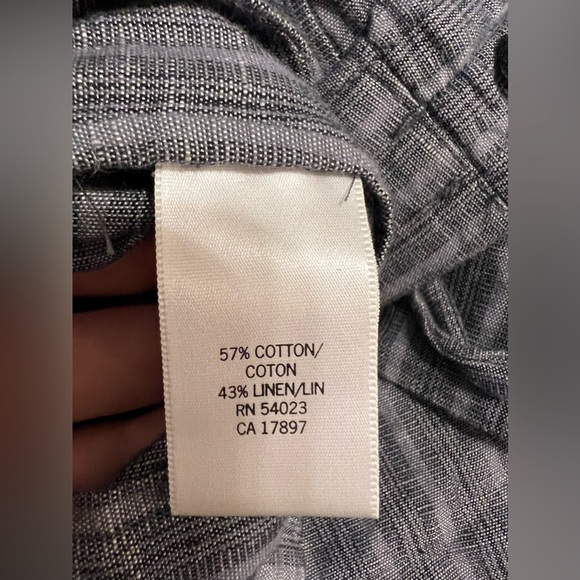 57% COTTON/
COTON
43% LINEN/LIN
RN 54023
CA 17897